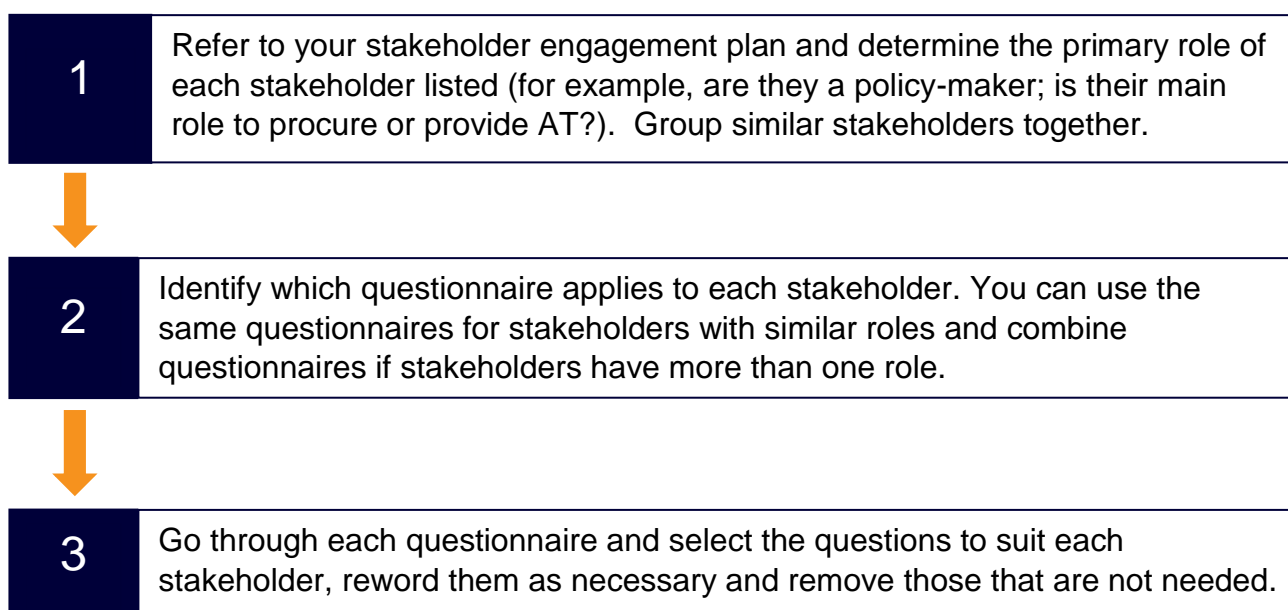 1
Refer to your stakeholder engagement plan and determine the primary role of
each stakeholder listed (for example, are they a policy-maker; is their main
role to procure or provide AT?).  Group similar stakeholders together.
2
Identify which questionnaire applies to each stakeholder. You can use the
same questionnaires for stakeholders with similar roles and combine
questionnaires if stakeholders have more than one role.
3
Go through each questionnaire and select the questions to suit each
stakeholder, reword them as necessary and remove those that are not needed.